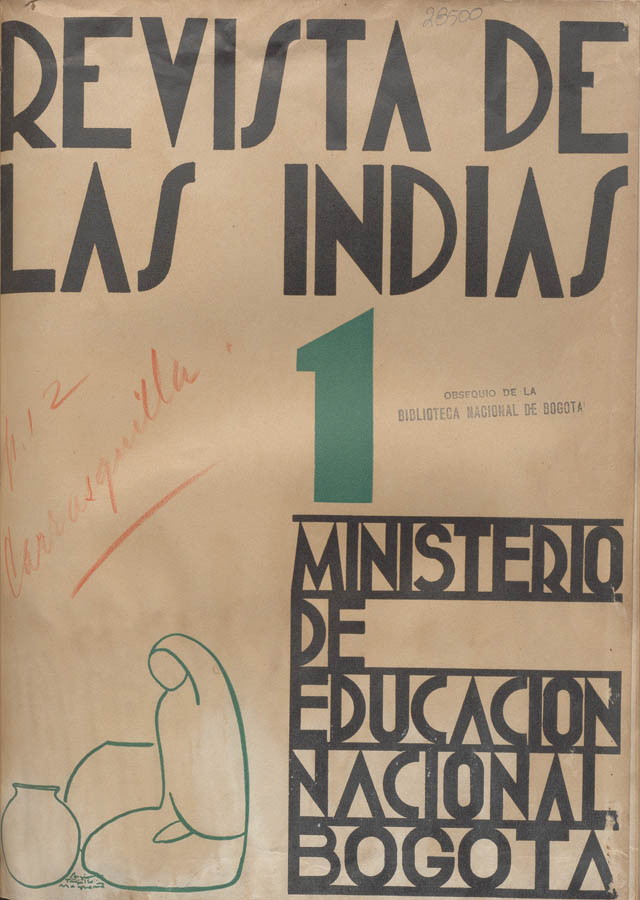 28500
REVISTA DE
LAS INDIAS
1
OBSEQUIO DE LA
BIBLIOTECA NACIONAL DE BOGOTA
p. 12
Carrasquilla
MINISTERIO
DE
EDUCACION
NACIONAL
BOGOTA